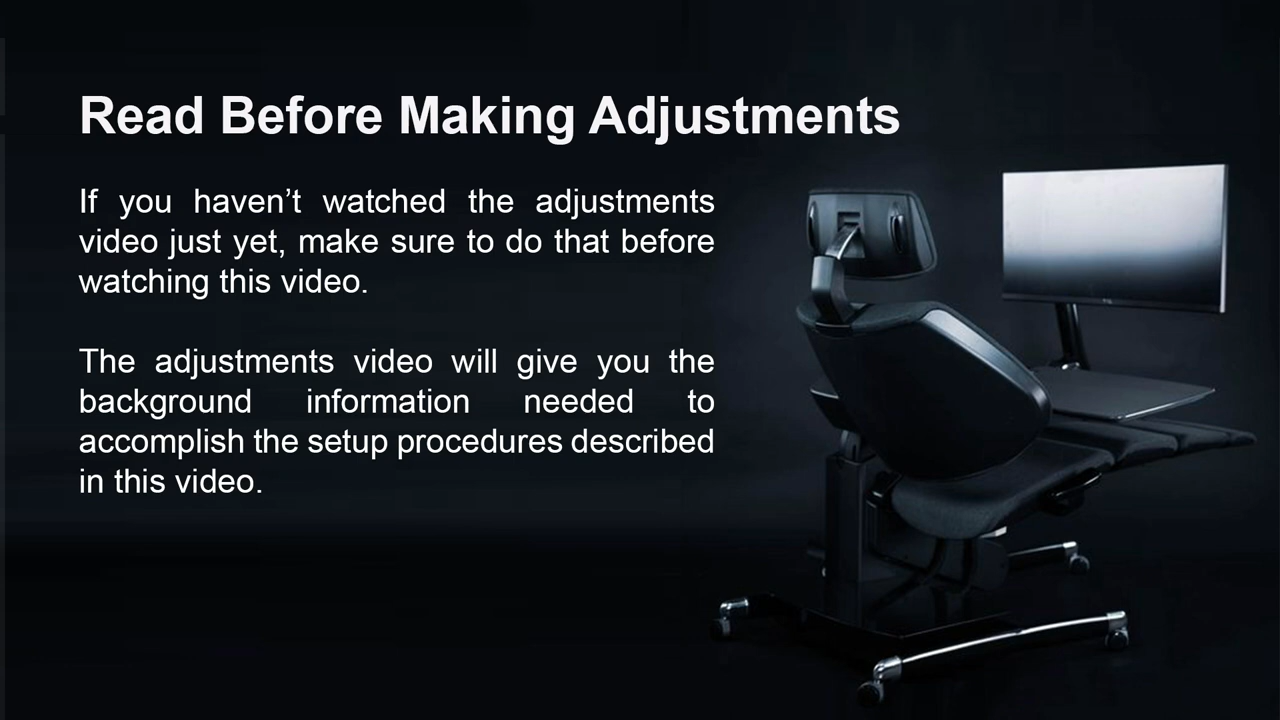 Read Before Making Adjustments
If you haven’t watched the adjustments
video just yet, make sure to do that before
watching this video.
The adjustments video will give you the
background information needed to
accomplish the setup procedures described
in this video.